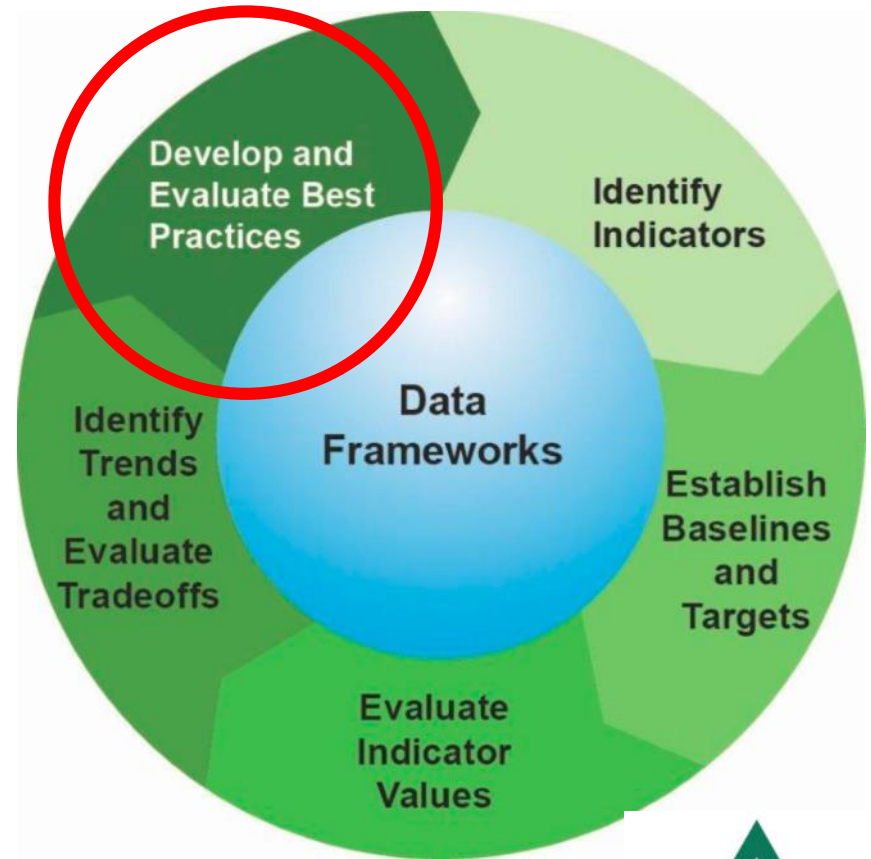 Develop and
Evaluate Best
Practices
Identify
Indicators
Data
Frameworks
Identify
Trends
and
Evaluate
Tradeoffs
Establish
Baselines
and
Targets
Evaluate
Indicator
Values